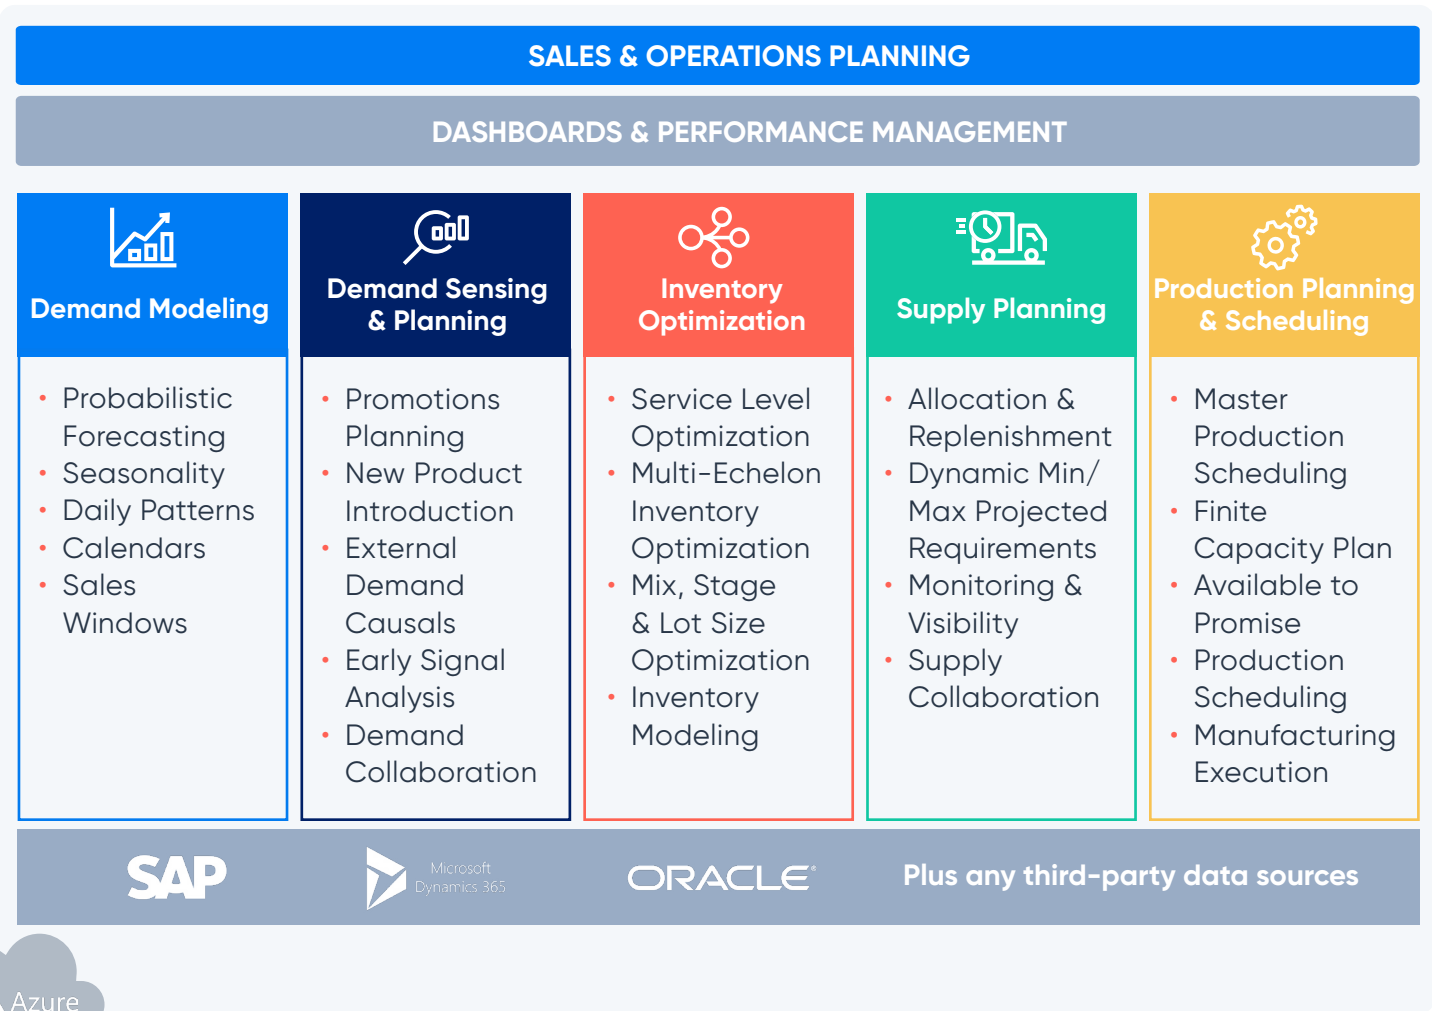 SALES & OPERATIONS PLANNING
DASHBOARDS & PERFORMANCE MANAGEMENT
Demand Modeling
• Probabilistic
Forecasting
• Seasonality
• Daily Patterns
• Calendars
• Sales
Windows
Demand Sensing
& Planning
• Promotions
Planning
• New Product
Introduction
• External
Demand
Causals
• Early Signal
Analysis
• Demand
Collaboration
Inventory
Optimization
• Service Level
Optimization
• Multi-Echelon
Inventory
Optimization
• Mix, Stage
& Lot Size
Optimization
• Inventory
Modeling
Supply Planning
• Allocation &
Replenishment
• Dynamic Min/
Max Projected
Requirements
• Monitoring &
Visibility
• Supply
Collaboration
Production Planning
& Scheduling
• Master
Production
Scheduling
• Finite
Capacity Plan
• Available to
Promise
• Production
Scheduling
• Manufacturing
Execution
SAP
Microsoft
Dynamics 365
ORACLE®
Plus any third-party data sources
Azure